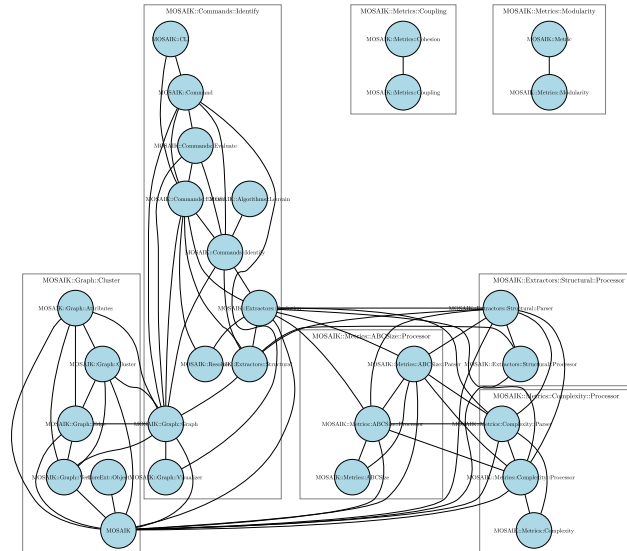 MOSAIK::Commands::Identify
MOSAIK::Metrics::Coupling
MOSAIK::Metrics::Modularity
MOSAIK::CLI
MOSAIK::Metrics::Cohesion
MOSAIK::Metric
MOSAIK::Command
MOSAIK::Metrics::Coupling
MOSAIK::Metrics::Modularity
MOSAIK::Commands::Evaluate
MOSAIK::Commands::
MOSAIK::Algorithms::Louvain
MOSAIK::Commands::Identify
MOSAIK::Graph::Cluster
MOSAIK::Extractors::Structural::Processor
MOSAIK::Graph::Attributes
MOSAIK::Extractors::
MOSAIK::Extractors::Structural::Parser
MOSAIK::Metrics::ABCSize::Processor
MOSAIK::Graph::Cluster
MOSAIK::Extractors::Structural
MOSAIK::Metrics::ABCSize::Parser
MOSAIK::Extractors::Structural::Processor
MOSAIK::Metrics::Complexity::Processor
MOSAIK::Graph::Edge
MOSAIK::Graph::Graph
MOSAIK::Metrics::ABCSize::Processor
MOSAIK::Metrics::Complexity::Parser
MOSAIK::Graph::Vertex
MOSAIK::Graph::Visualizer
MOSAIK::Metrics::ABCSize
MOSAIK::Metrics::Complexity::Processor
MOSAIK
MOSAIK::Metrics::Complexity